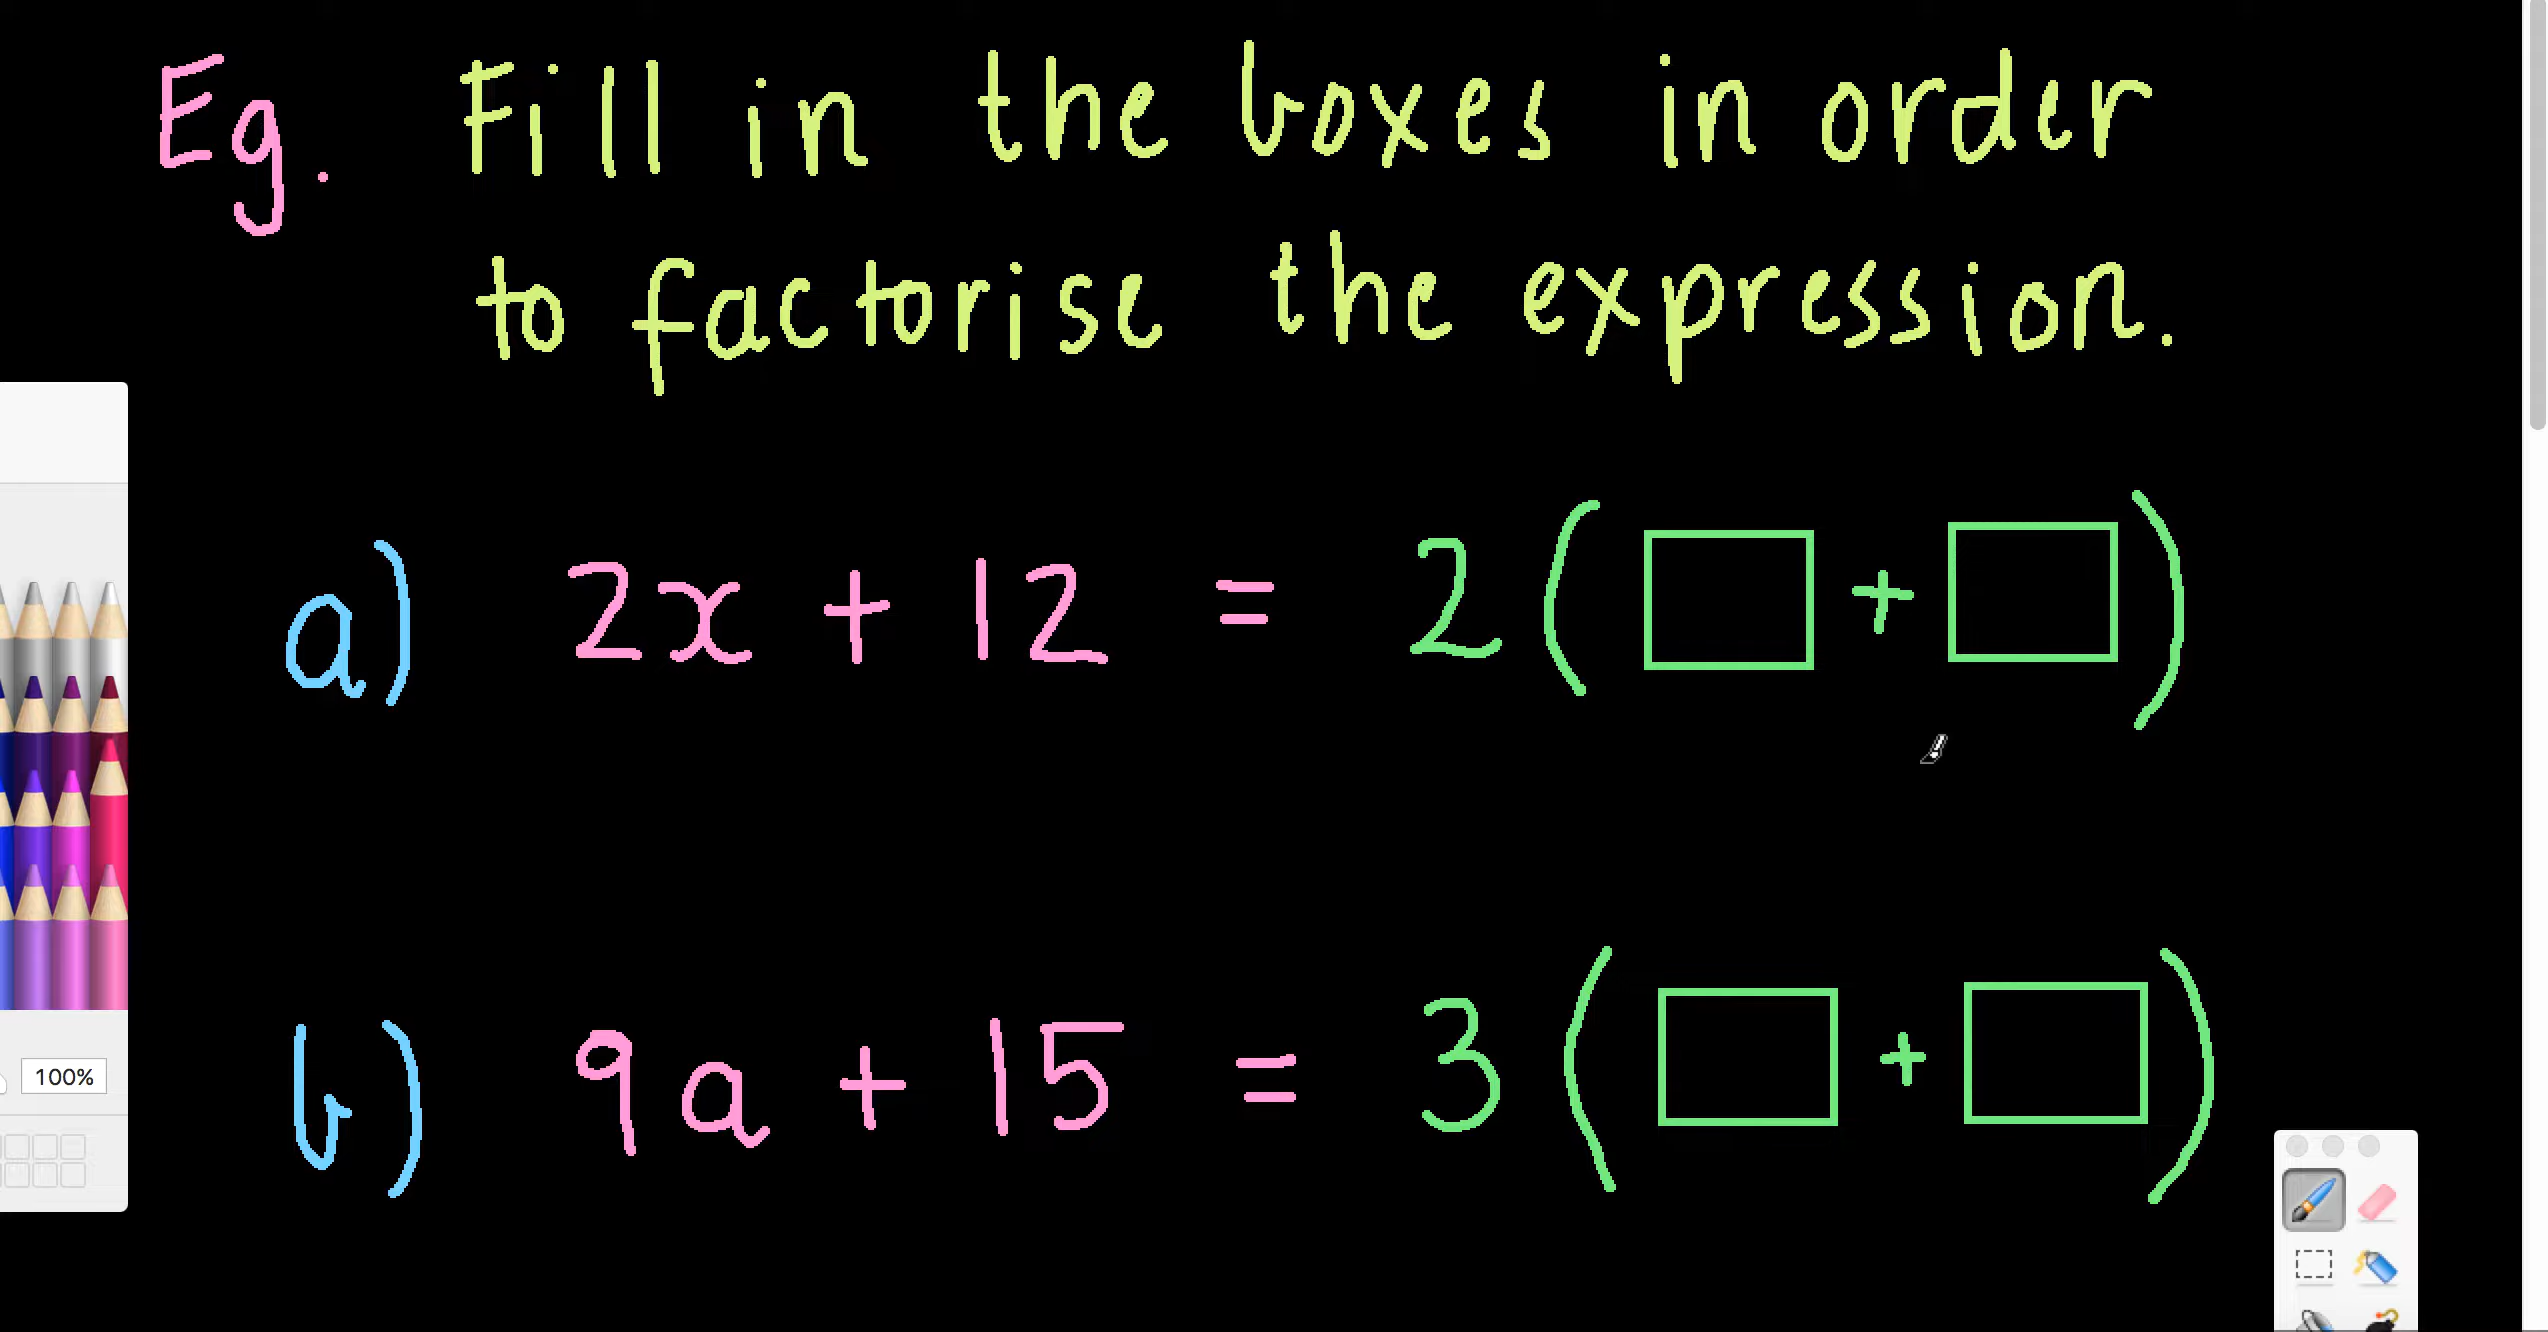 Eg. Fill in the boxes in order
to factorise the expression.
a) 2x + 12 = 2 ( □ + □ )
b) 9a + 15 = 3 ( □ + □ )
100%